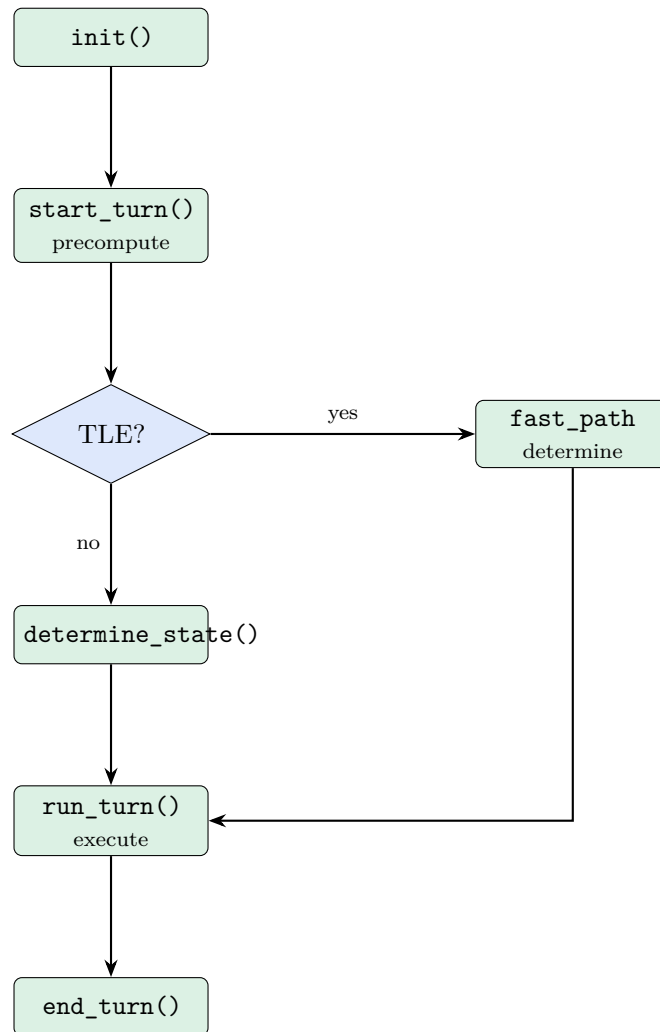 init()
start_turn()
precompute
TLE?
yes
fast_path
determine
no
determine_state()
run_turn()
execute
end_turn()